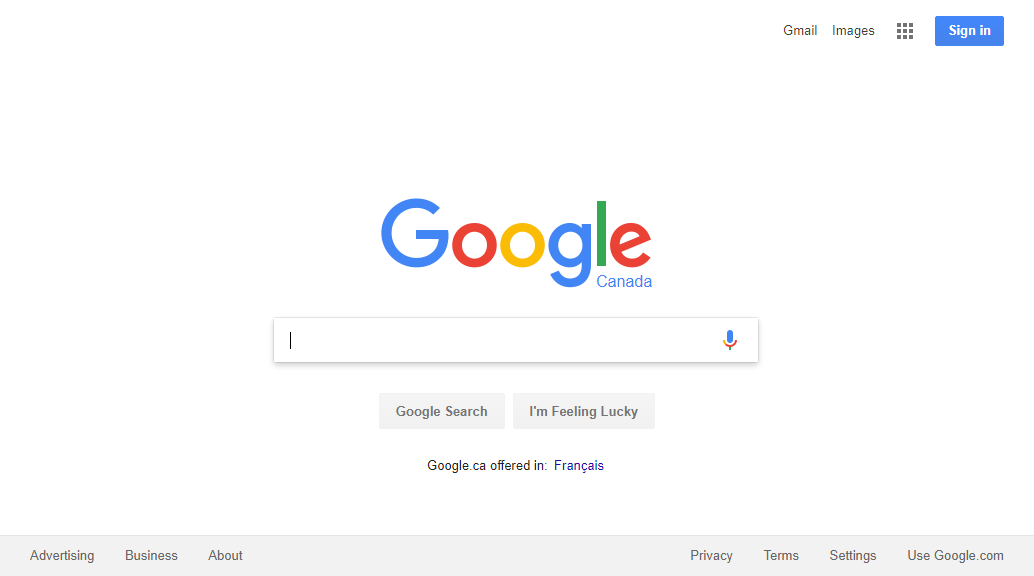 Gmail Images Sign in
Google
Canada
Google Search I'm Feeling Lucky
Google.ca offered in: Français
Advertising Business About Privacy Terms Settings Use Google.com